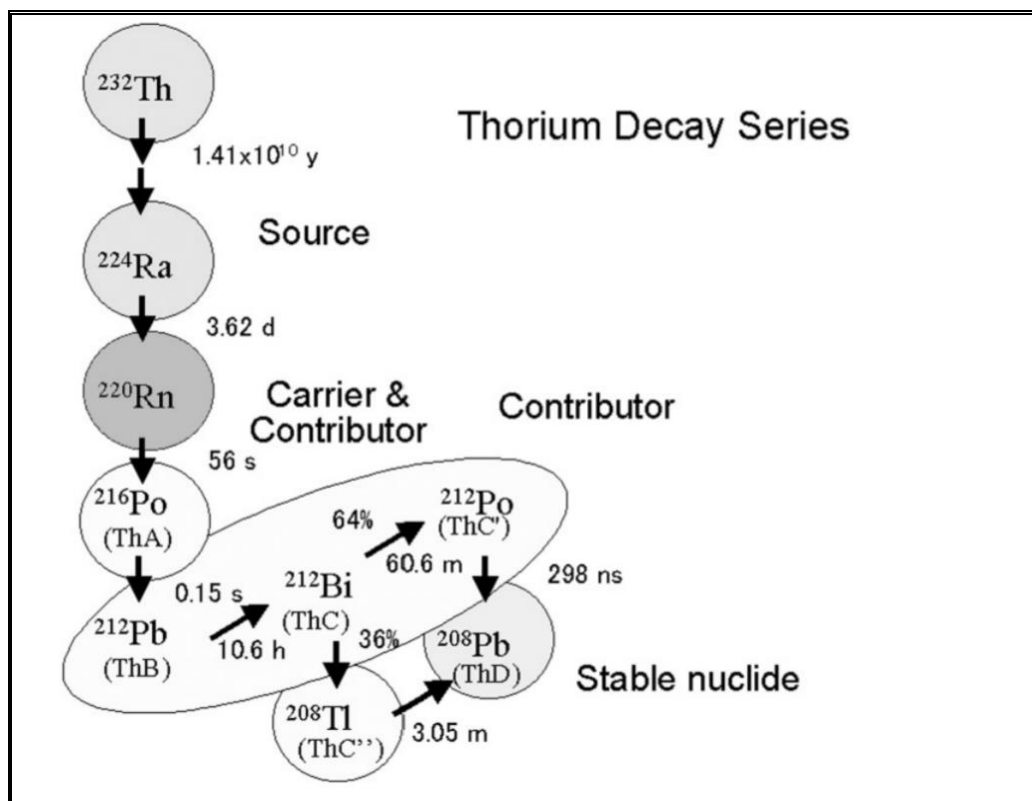 ²³²Th
Thorium Decay Series
1.41x10¹⁰ y
Source
²²⁴Ra
3.62 d
²²⁰Rn
Carrier &
Contributor
Contributor
56 s
²¹⁶Po
(ThA)
²¹²Po
(ThC')
64%
60.6 m
298 ns
0.15 s
²¹²Bi
(ThC)
²¹²Pb
(ThB)
10.6 h
36%
²⁰⁸Pb
(ThD)
Stable nuclide
²⁰⁸Tl
(ThC’’)
3.05 m